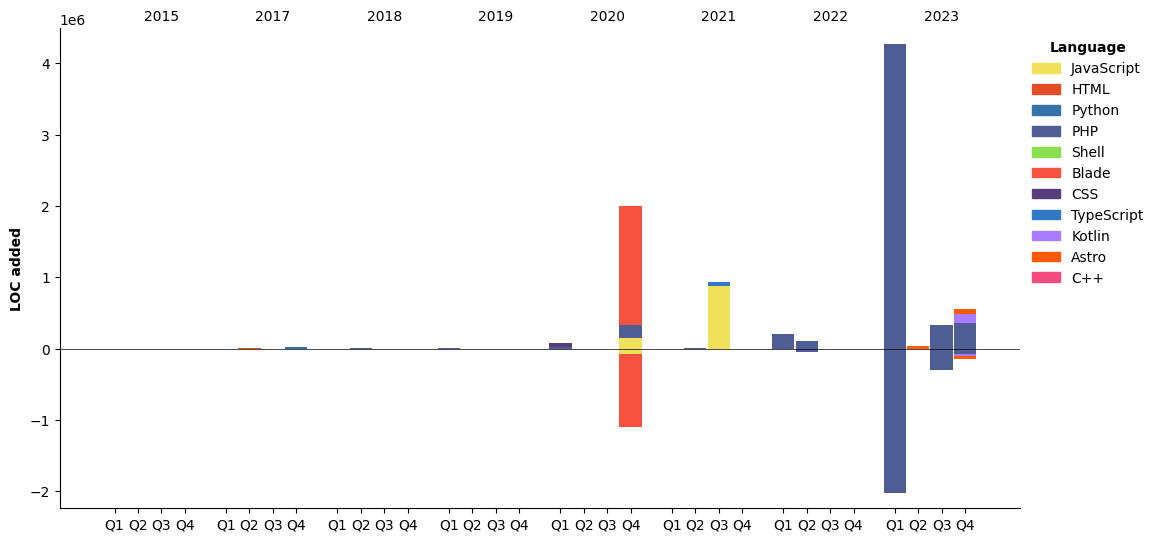 1e6
2015 2017 2018 2019 2020 2021 2022 2023
Language
JavaScript
HTML
Python
PHP
Shell
Blade
CSS
TypeScript
Kotlin
Astro
C++
LOC added
4
3
2
1
0
−1
−2
Q1 Q2 Q3 Q4 Q1 Q2 Q3 Q4 Q1 Q2 Q3 Q4 Q1 Q2 Q3 Q4 Q1 Q2 Q3 Q4 Q1 Q2 Q3 Q4 Q1 Q2 Q3 Q4 Q1 Q2 Q3 Q4